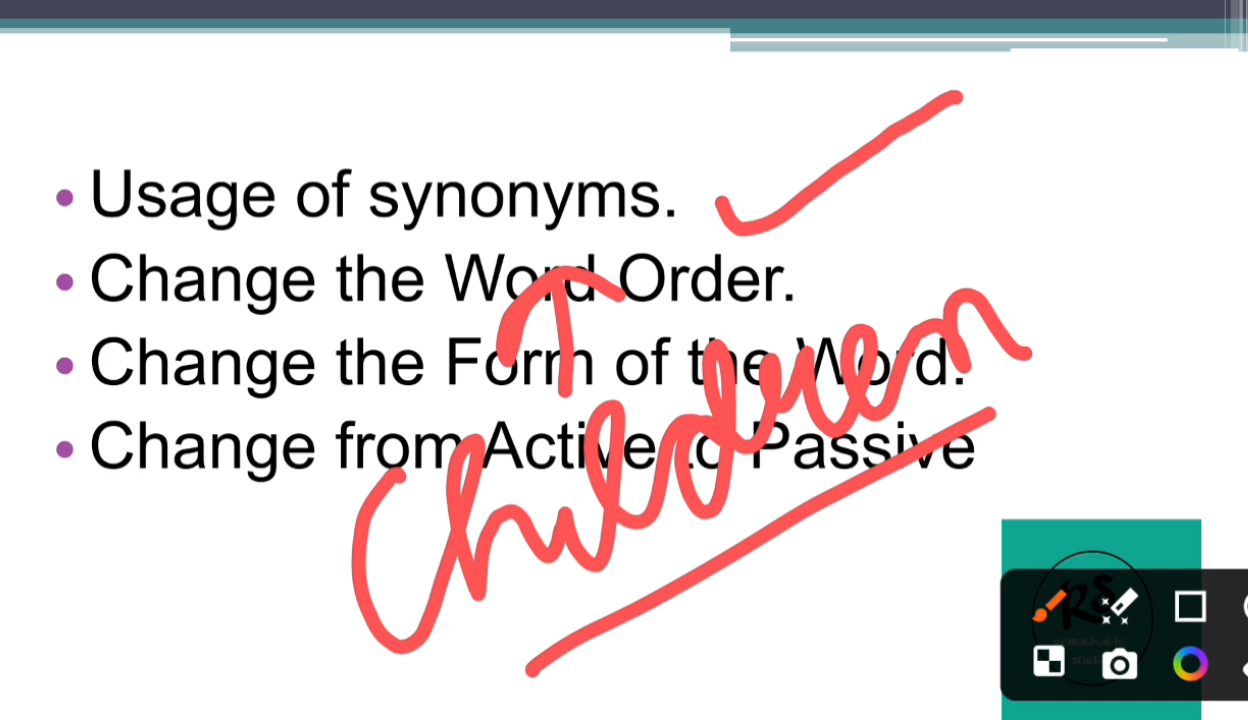 Usage of synonyms.
Change the Word Order.
Change the Form of the Word.
Change from Active to Passive
Children
RS